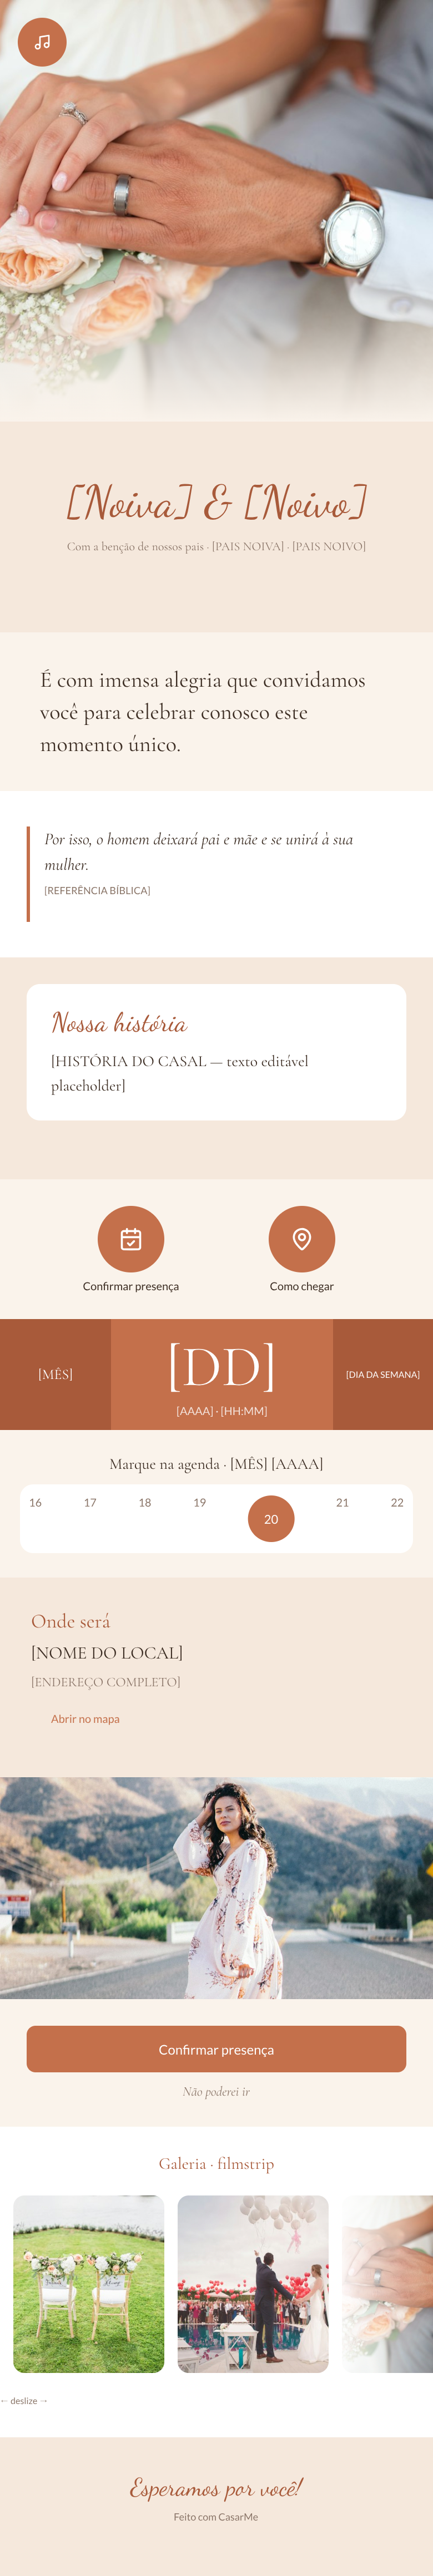 [Noiva] & [Noivo]
Com a benção de nossos pais · [PAIS NOIVA] · [PAIS NOIVO]
É com imensa alegria que convidamos
você para celebrar conosco este
momento único.
Por isso, o homem deixará pai e mãe e se unirá à sua
mulher.
[REFERÊNCIA BÍBLICA]
Nossa história
[HISTÓRIA DO CASAL — texto editável
placeholder]
Confirmar presença
Como chegar
[MÊS]
[DD]
[AAAA] · [HH:MM]
[DIA DA SEMANA]
Marque na agenda · [MÊS] [AAAA]
16 17 18 19 20 21 22
Onde será
[NOME DO LOCAL]
[ENDEREÇO COMPLETO]
Abrir no mapa
Confirmar presença
Não poderei ir
Galeria · filmstrip
← deslize →
Esperamos por você!
Feito com CasarMe